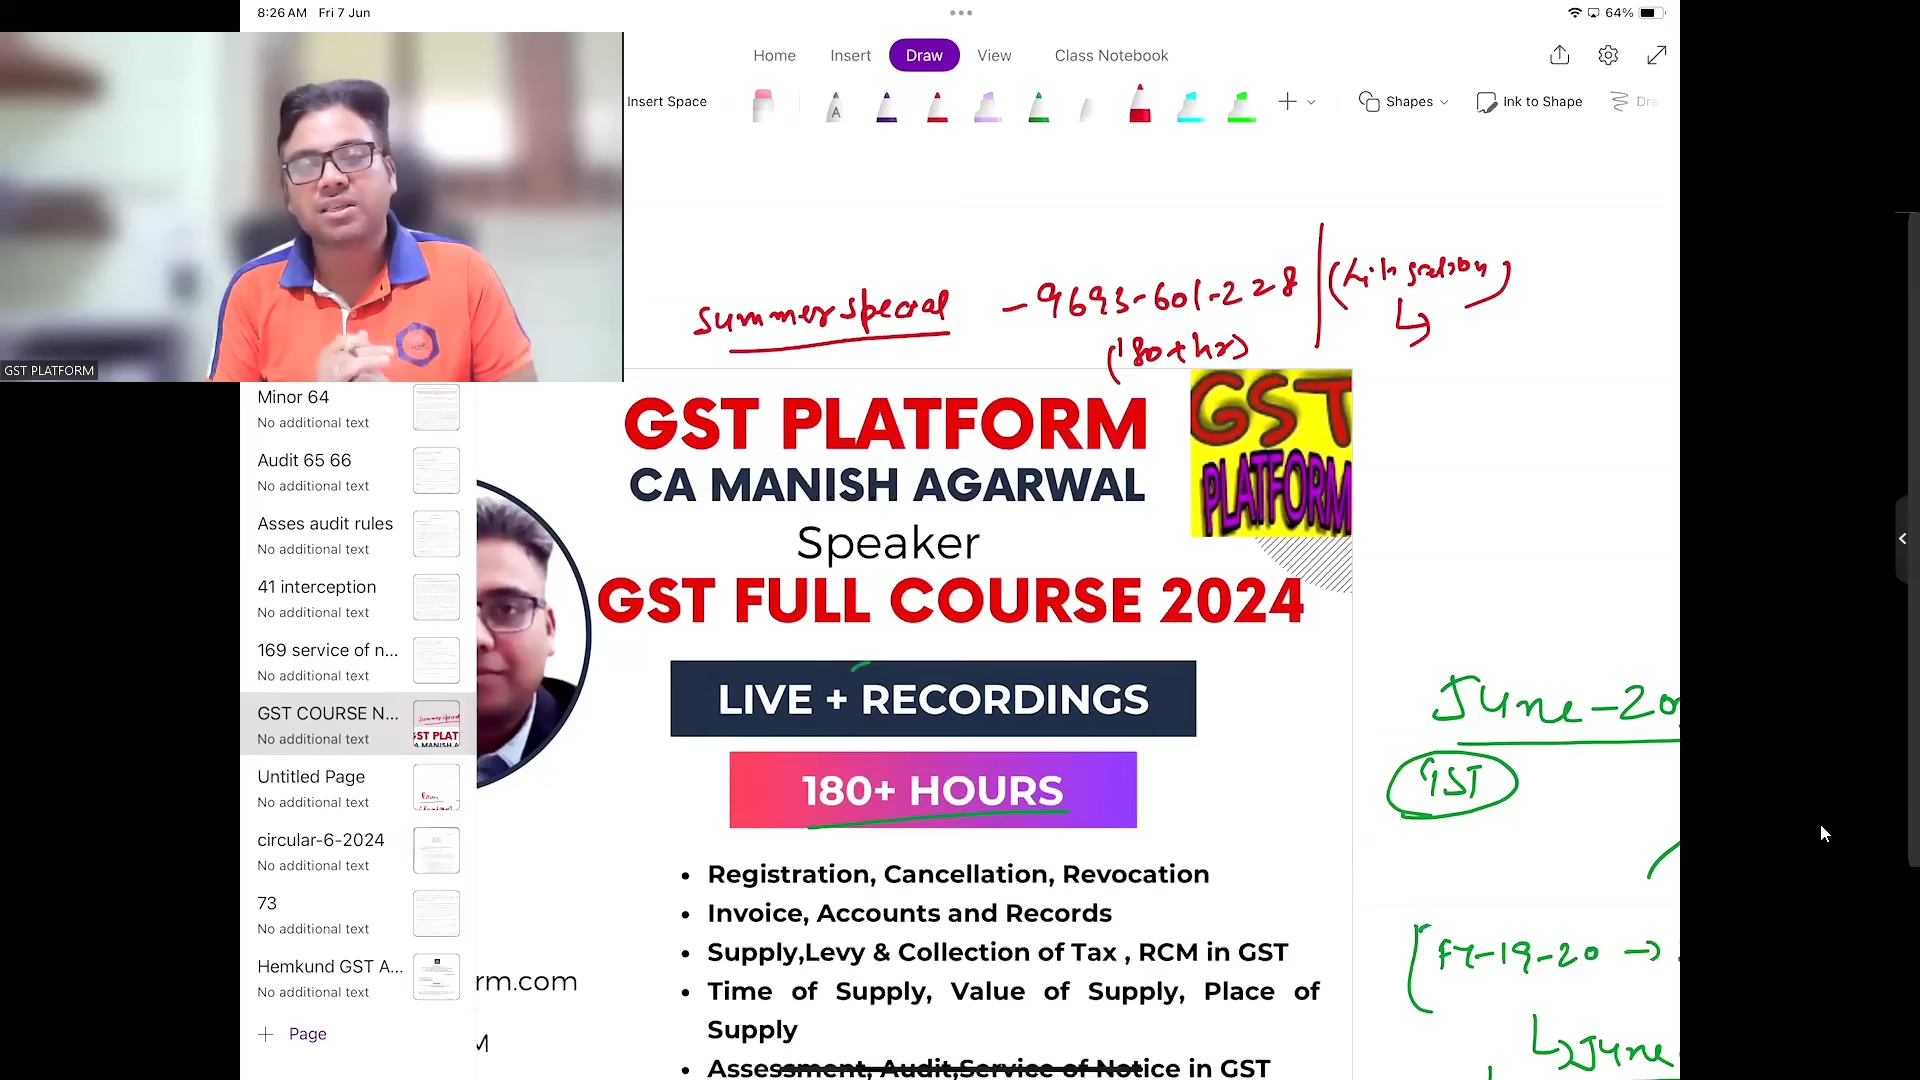 8:26 AM Fri 7 Jun
64%
Home Insert Draw View Class Notebook
Insert Space
A
Shapes
Ink to Shape
Dra
GST PLATFORM
Minor 64
No additional text
Audit 65 66
No additional text
Asses audit rules
No additional text
41 interception
No additional text
169 service of n...
No additional text
GST COURSE N...
No additional text
Untitled Page
No additional text
circular-6-2024
No additional text
73
No additional text
Hemkund GST A...
No additional text
Page
summer special - 9693-601-228
(180+hr)
GST PLATFORM
CA MANISH AGARWAL
Speaker
GST FULL COURSE 2024
GST
PLATFORM
LIVE + RECORDINGS
180+ HOURS
• Registration, Cancellation, Revocation
• Invoice, Accounts and Records
• Supply,Levy & Collection of Tax , RCM in GST
• Time of Supply, Value of Supply, Place of
Supply
• Assessment, Audit,Service of Notice in GST
rm.com
June-20
GST
FY-19-20 →
June